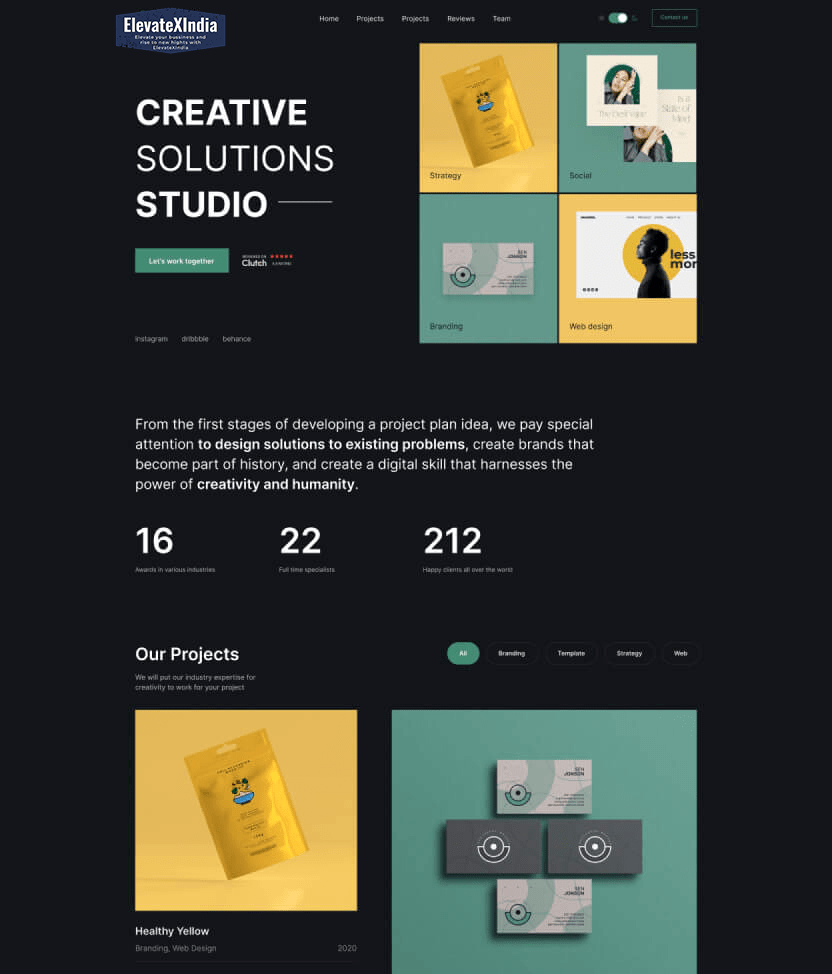 ElevateXIndia
Elevate your bussiness and
rise to new hights with
ElevateXindia
Home
Projects
Projects
Reviews
Team
Contact us
CREATIVE
SOLUTIONS
STUDIO
Let's work together
REVIEWED ON
Clutch
Instagram
dribbble
behance
Strategy
Social
Is a
State of
Mind
Branding
SEN
JONSON
less
mor
Web design
From the first stages of developing a project plan idea, we pay special
attention to design solutions to existing problems, create brands that
become part of history, and create a digital skill that harnesses the
power of creativity and humanity.
16
Awards in various industries
22
Full time specialists
212
Happy clients all over the world
Our Projects
We will put our industry expertise for
creativity to work for your project
All
Branding
Template
Strategy
Web
Healthy Yellow
Branding, Web Design
2020
SEN
JONSON
SEN
JONSON